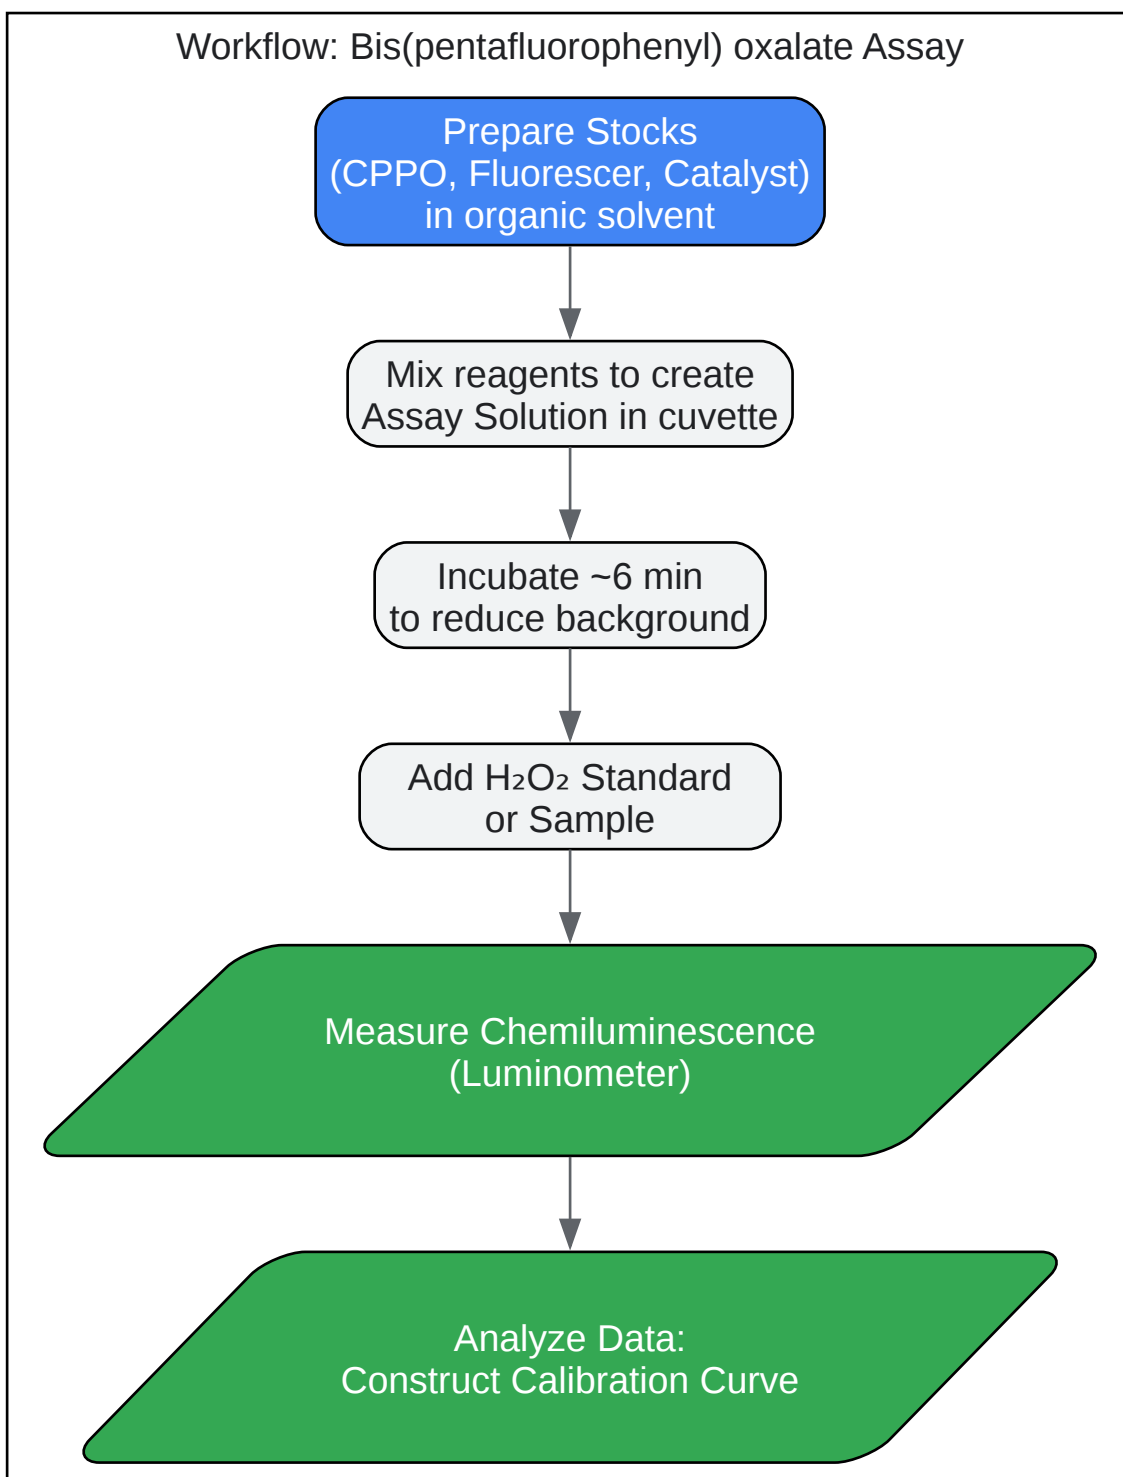 Workflow: Bis(pentafluorophenyl) oxalate Assay
Prepare Stocks
(CPPO, Fluorescer, Catalyst)
in organic solvent
Mix reagents to create
Assay Solution in cuvette
Incubate ~6 min
to reduce background
Add H₂O₂ Standard
or Sample
Measure Chemiluminescence
(Luminometer)
Analyze Data:
Construct Calibration Curve